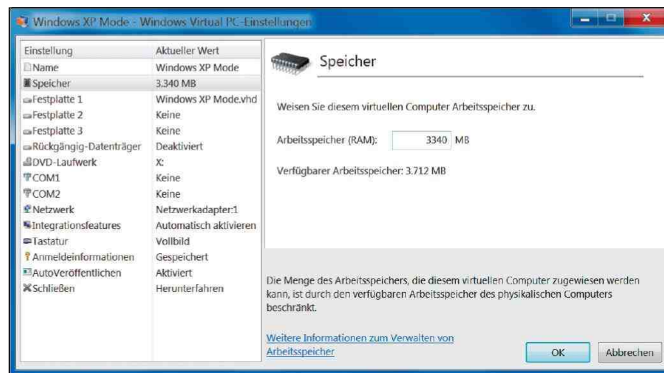 Windows XP Mode - Windows Virtual PC-Einstellungen
Einstellung Aktueller Wert
Name Windows XP Mode
Speicher 3.340 MB
Festplatte 1 Windows XP Mode.vhd
Festplatte 2 Keine
Festplatte 3 Keine
Rückgängig-Datenträger Deaktiviert
DVD-Laufwerk X:
COM1 Keine
COM2 Keine
Netzwerk Netzwerkadapter:1
Integrationsfeatures Automatisch aktivieren
Tastatur Vollbild
Anmeldeinformationen Gespeichert
AutoVeröffentlichen Aktiviert
Schließen Herunterfahren
Speicher
Weisen Sie diesem virtuellen Computer Arbeitsspeicher zu.
Arbeitsspeicher (RAM): 3340 MB
Verfügbarer Arbeitsspeicher: 3.712 MB
Die Menge des Arbeitsspeichers, die diesem virtuellen Computer zugewiesen werden
kann, ist durch den verfügbaren Arbeitsspeicher des physikalischen Computers
beschränkt.
Weitere Informationen zum Verwalten von
Arbeitsspeicher
OK Abbrechen